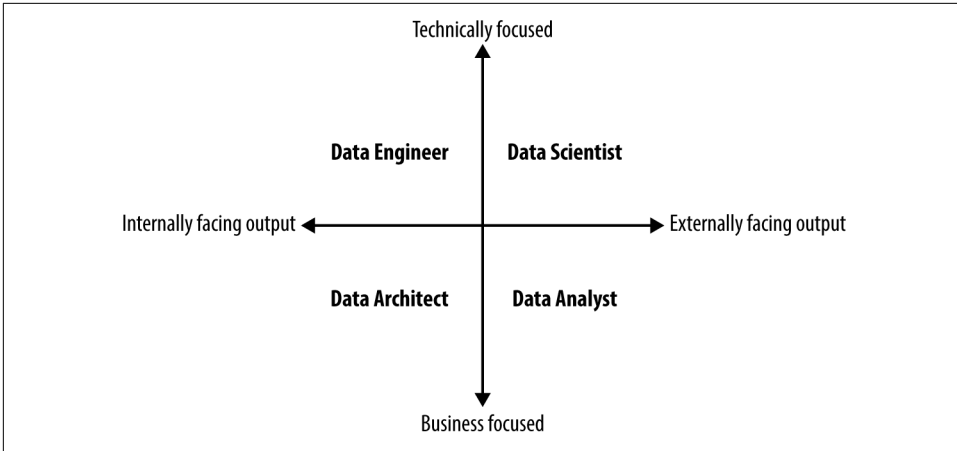 Technically focused
Data Engineer
Data Scientist
Internally facing output
Externally facing output
Data Architect
Data Analyst
Business focused